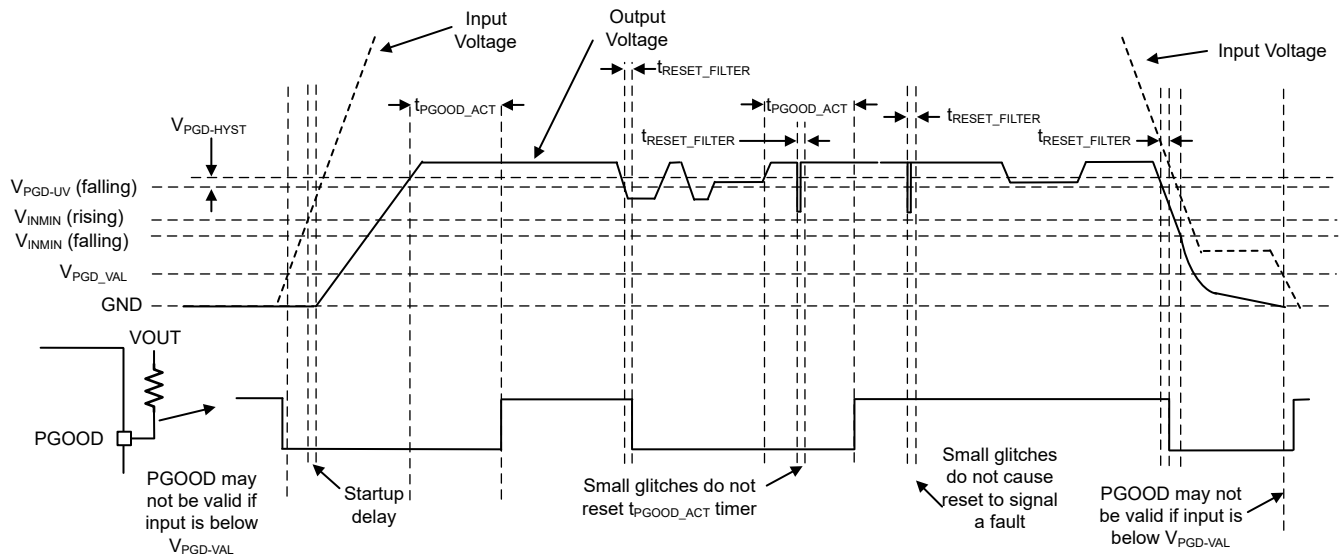 Input
Voltage
Output
Voltage
Input Voltage
tRESET_FILTER
tPGOOD_ACT
tPGOOD_ACT
tRESET_FILTER
tRESET_FILTER
tRESET_FILTER
VPGD-HYST
VPGD-UV (falling)
VINMIN (rising)
VINMIN (falling)
VPGD_VAL
GND
VOUT
PGOOD
PGOOD may
not be valid if
input is below
VPGD-VAL
Startup
delay
Small glitches do not
reset tPGOOD_ACT timer
Small glitches
do not cause
reset to signal
a fault
PGOOD may not
be valid if input is
below VPGD-VAL